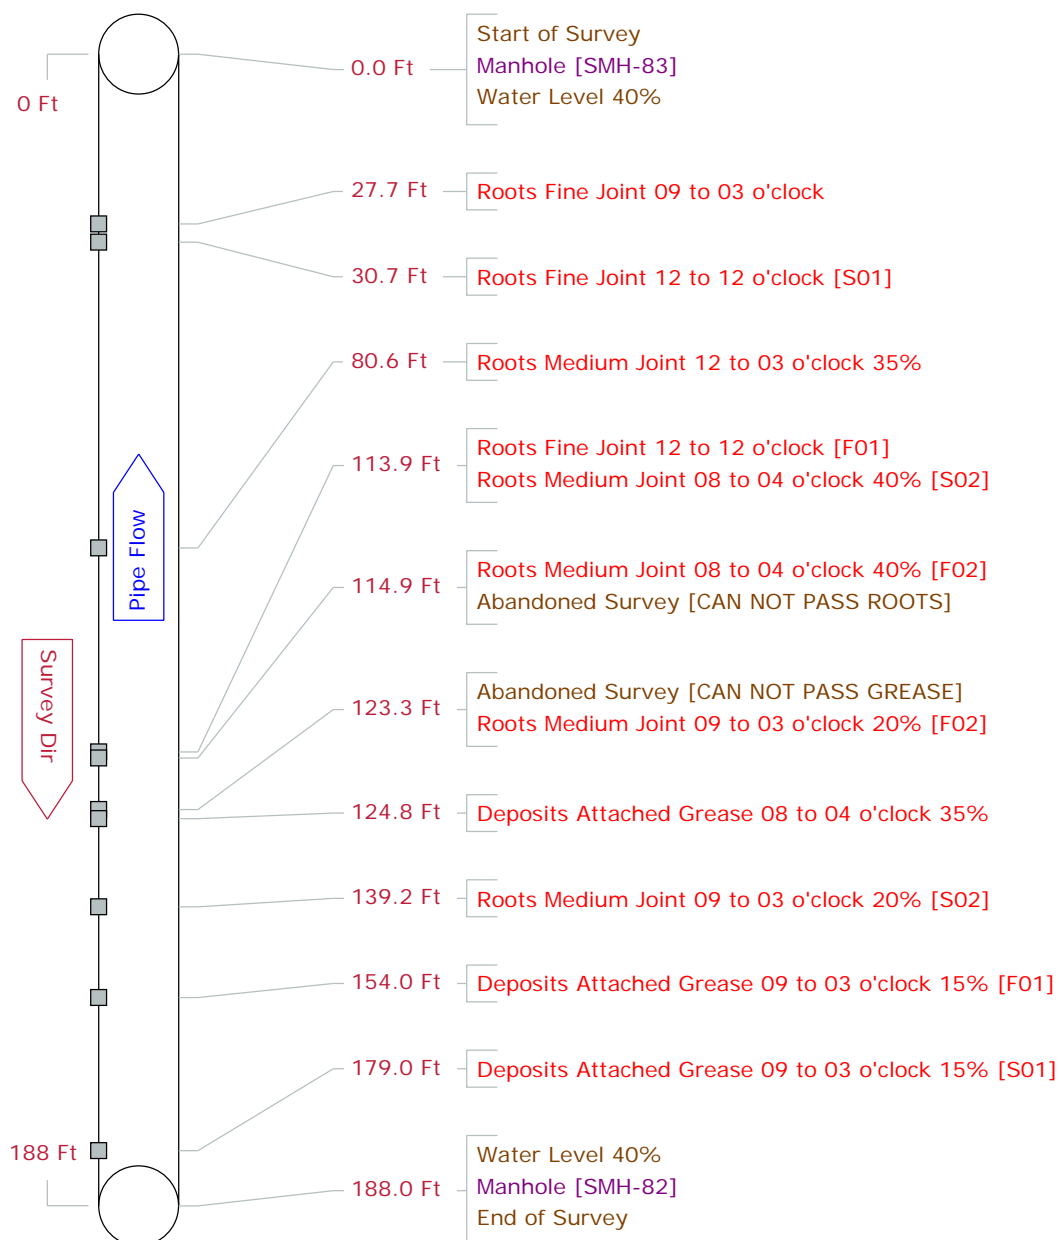 0 Ft
0.0 Ft
Start of Survey
Manhole [SMH-83]
Water Level 40%
27.7 Ft
Roots Fine Joint 09 to 03 o'clock
30.7 Ft
Roots Fine Joint 12 to 12 o'clock [S01]
80.6 Ft
Roots Medium Joint 12 to 03 o'clock 35%
113.9 Ft
Roots Fine Joint 12 to 12 o'clock [F01]
Roots Medium Joint 08 to 04 o'clock 40% [S02]
Pipe Flow
114.9 Ft
Roots Medium Joint 08 to 04 o'clock 40% [F02]
Abandoned Survey [CAN NOT PASS ROOTS]
Survey Dir
123.3 Ft
Abandoned Survey [CAN NOT PASS GREASE]
Roots Medium Joint 09 to 03 o'clock 20% [F02]
124.8 Ft
Deposits Attached Grease 08 to 04 o'clock 35%
139.2 Ft
Roots Medium Joint 09 to 03 o'clock 20% [S02]
154.0 Ft
Deposits Attached Grease 09 to 03 o'clock 15% [F01]
179.0 Ft
Deposits Attached Grease 09 to 03 o'clock 15% [S01]
188 Ft
188.0 Ft
Water Level 40%
Manhole [SMH-82]
End of Survey